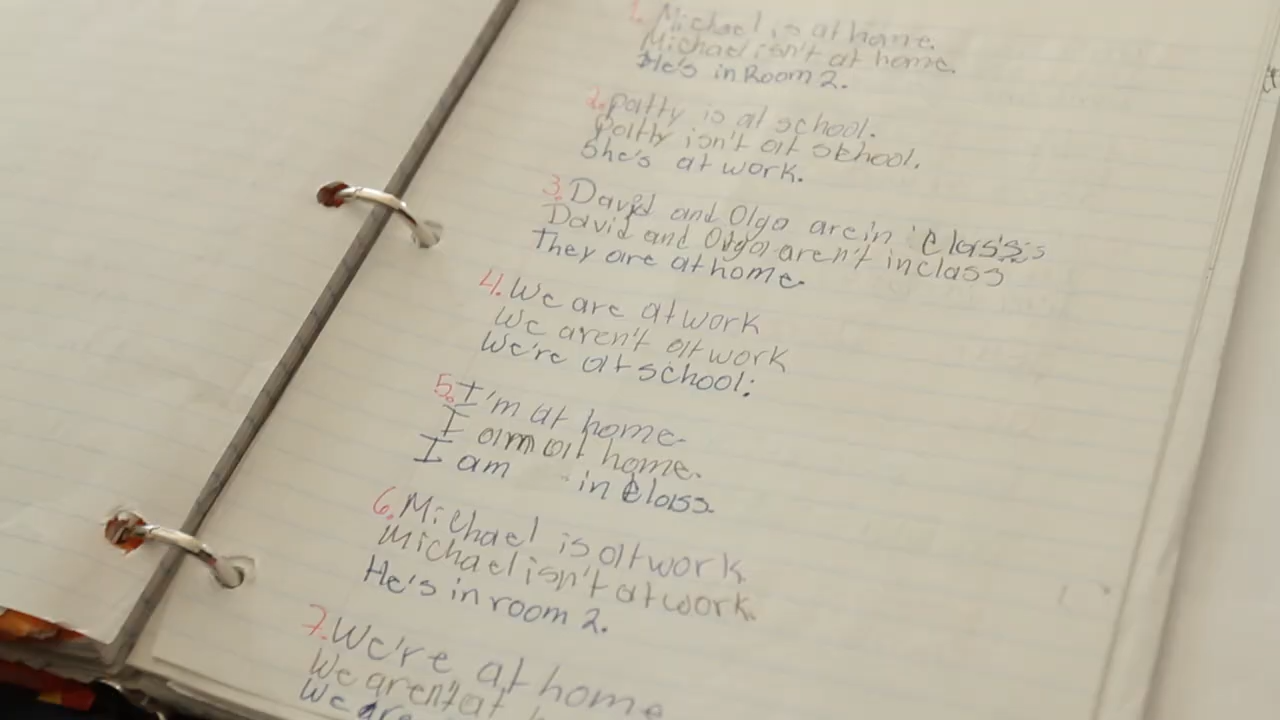 1. Michael is at home.
Michael isn't at home.
He's in Room 2.
2. Patty is at school.
Patty isn't at school.
She's at work.
3. David and Olga are in class
David and Olga aren't in class
They are at home.
4. We are at work
We aren't at work
We're at school.
5. I'm at home.
I am at home.
I am in class.
6. Michael is at work
Michael isn't at work.
He's in room 2.
7. We're at home
We aren't at
We are